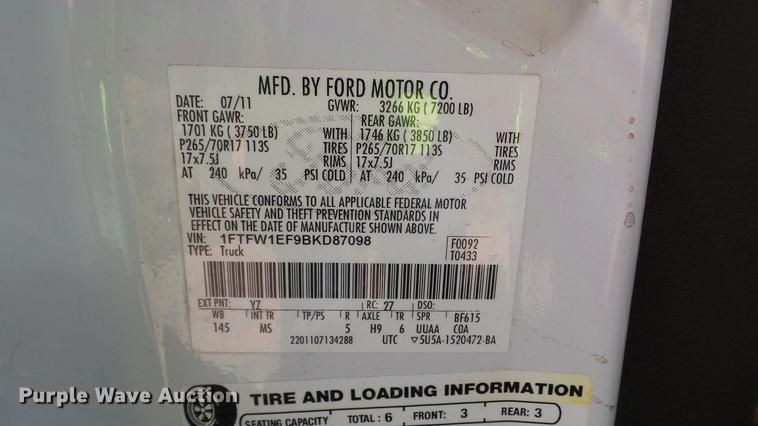 MFD. BY FORD MOTOR CO.
DATE: 07/11 GVWR: 3266 KG (7200 LB)
FRONT GAWR: REAR GAWR:
1701 KG (3750 LB) WITH 1746 KG (3850 LB) WITH
P265/70R17 113S TIRES P265/70R17 113S TIRES
17x7.5J RIMS 17x7.5J RIMS
AT 240 kPa/ 35 PSI COLD AT 240 kPa/ 35 PSI COLD
THIS VEHICLE CONFORMS TO ALL APPLICABLE FEDERAL MOTOR
VEHICLE SAFETY AND THEFT PREVENTION STANDARDS IN
EFFECT ON THE DATE OF MANUFACTURE SHOWN ABOVE.
VIN: 1FTFW1EF9BKD87098 F0092
TYPE: Truck T0433
EXT PNT: YZ RC: 27 DSO:
WB INT TR TP/PS R AXLE TR SPR BF615
145 MS 5 H9 6 UUAA COA
2201107134288 UTC ▽5U5A-1520472-BA
TIRE AND LOADING INFORMATION
SEATING CAPACITY TOTAL: 6 FRONT: 3 REAR: 3
Purple Wave Auction